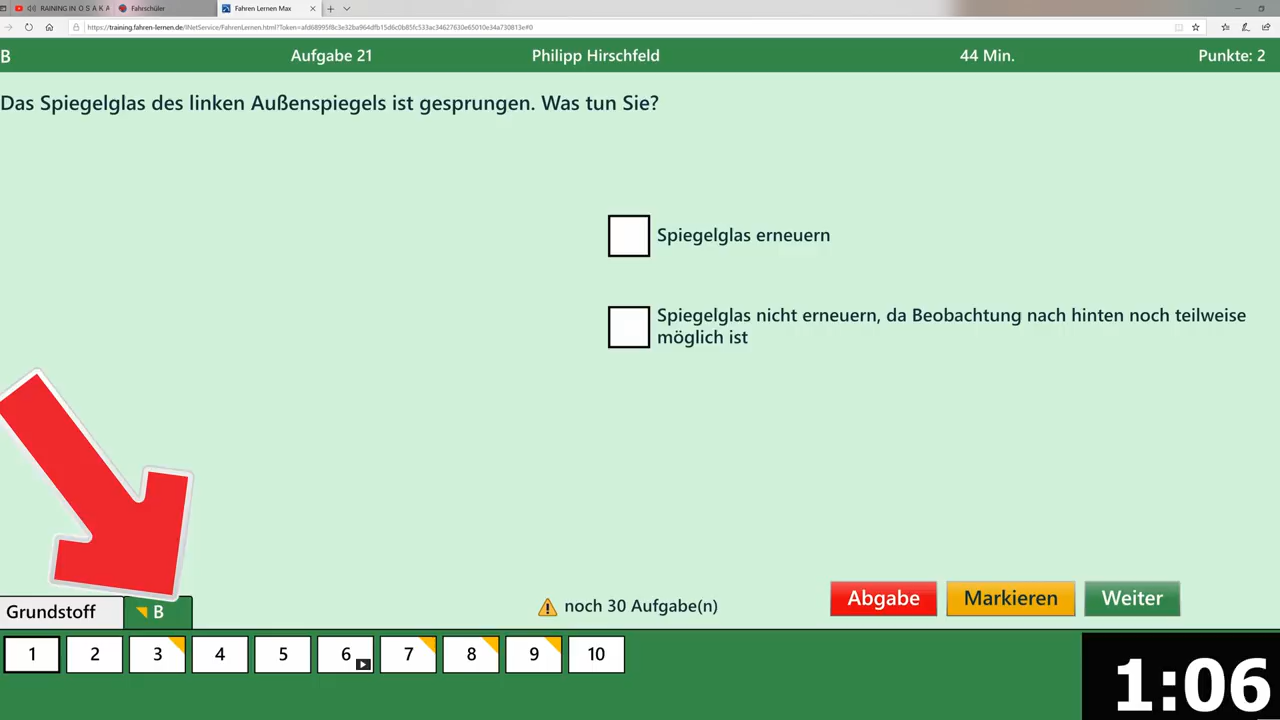 RAINING IN O S A K A
Fahrschüler
Fahren Lernen Max
B
Aufgabe 21
Philipp Hirschfeld
44 Min.
Punkte: 2
Das Spiegelglas des linken Außenspiegels ist gesprungen. Was tun Sie?
Spiegelglas erneuern
Spiegelglas nicht erneuern, da Beobachtung nach hinten noch teilweise
möglich ist
Grundstoff
B
noch 30 Aufgabe(n)
Abgabe
Markieren
Weiter
1
2
3
4
5
6
7
8
9
10
1:06